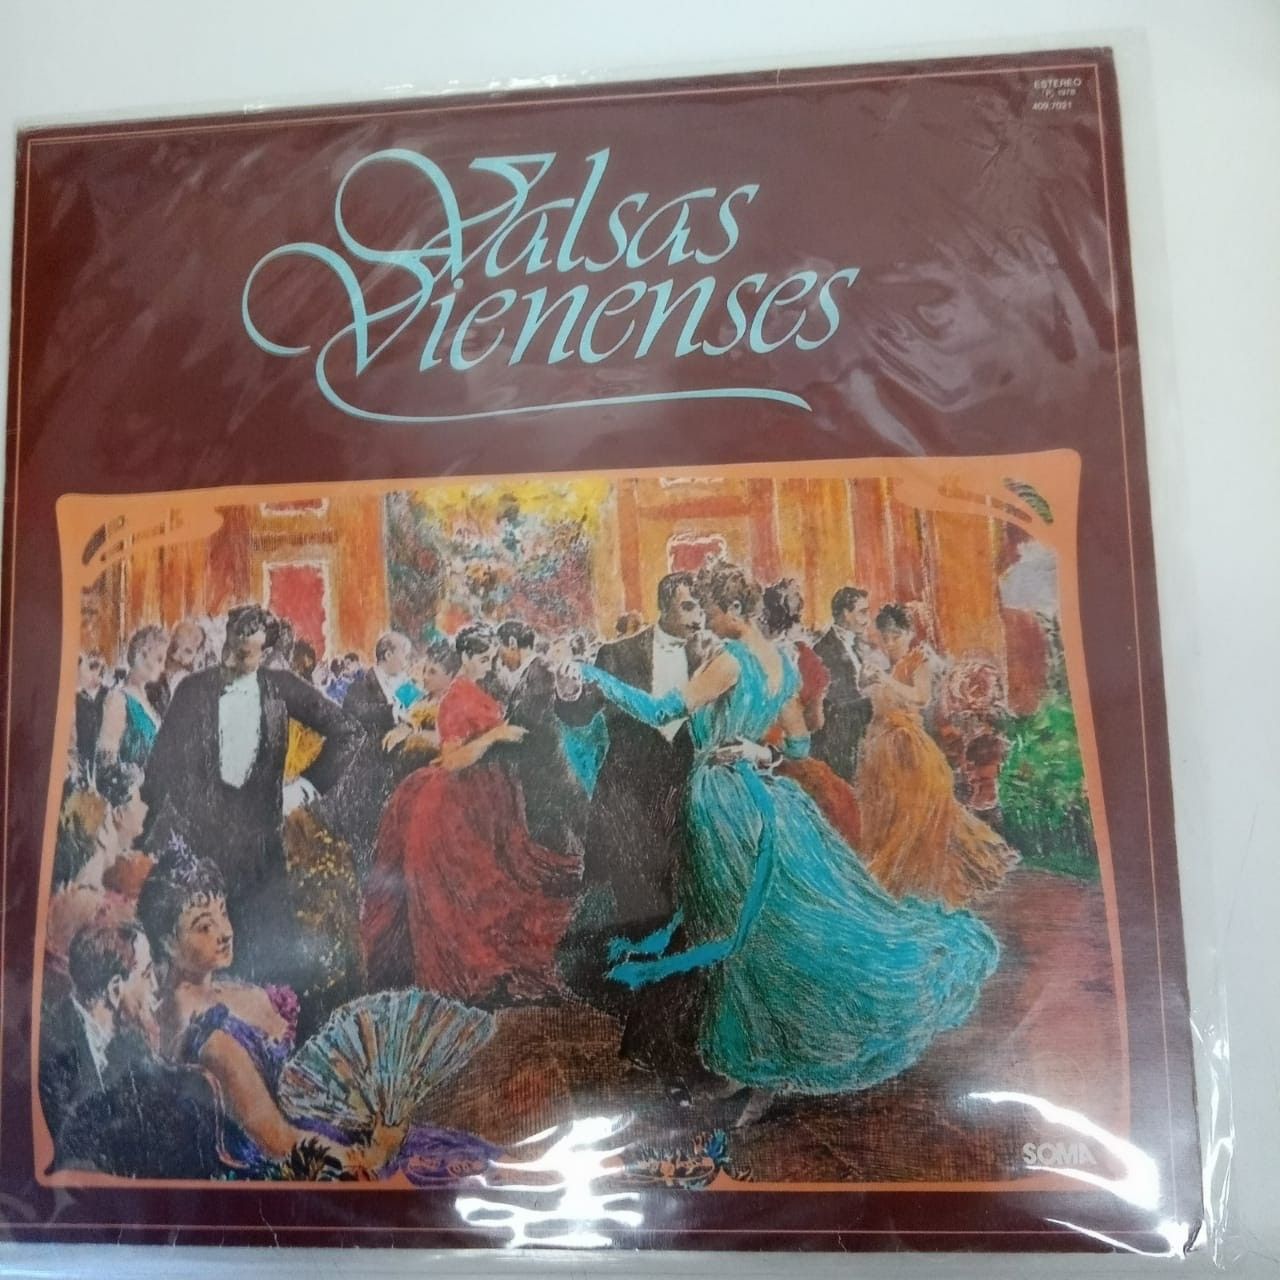 ESTEREO
℗ 1978
409.7021
Valsas
Vienenses
SOMA